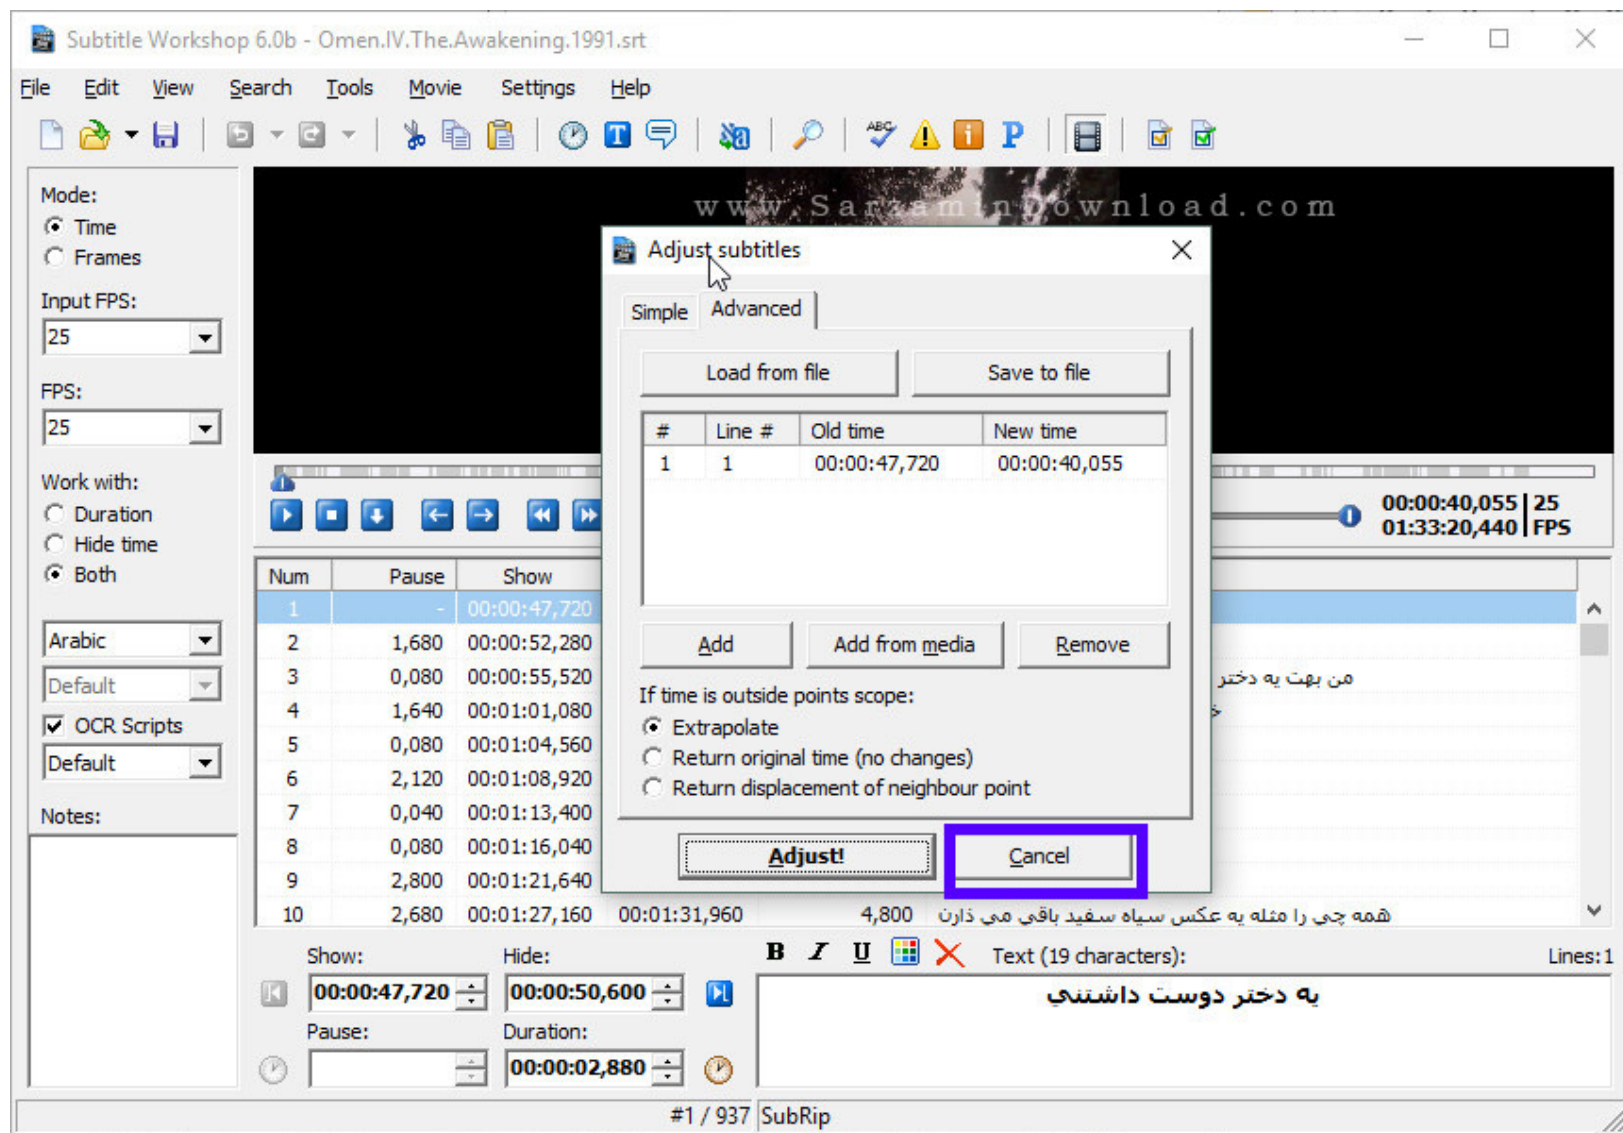 Subtitle Workshop 6.0b - Omen.IV.The.Awakening.1991.srt
File Edit View Search Tools Movie Settings Help
www.SarzaminDownload.com
Mode:
Time
Frames
Input FPS:
25
FPS:
25
Work with:
Duration
Hide time
Both
Arabic
Default
OCR Scripts
Default
Notes:
Adjust subtitles
Simple Advanced
Load from file Save to file
# Line # Old time New time
1 1 00:00:47,720 00:00:40,055
Add Add from media Remove
If time is outside points scope:
Extrapolate
Return original time (no changes)
Return displacement of neighbour point
Adjust! Cancel
00:00:40,055 25
01:33:20,440 FPS
Num Pause Show
1 - 00:00:47,720
2 1,680 00:00:52,280
3 0,080 00:00:55,520 من بهت یه دختر
4 1,640 00:01:01,080
5 0,080 00:01:04,560
6 2,120 00:01:08,920
7 0,040 00:01:13,400
8 0,080 00:01:16,040
9 2,800 00:01:21,640
10 2,680 00:01:27,160 00:01:31,960 4,800 همه چی را مثله یه عکس سیاه سفید باقی می ذارن
B I U Text (19 characters): Lines:1
Show: Hide:
00:00:47,720 00:00:50,600
یه دختر دوست داشتنی
Pause: Duration:
00:00:02,880
#1 / 937 SubRip